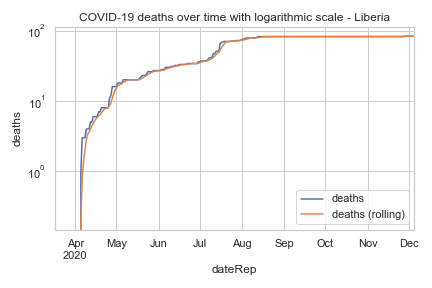 COVID-19 deaths over time with logarithmic scale - Liberia
10²
10¹
10⁰
deaths
deaths
deaths (rolling)
Apr May Jun Jul Aug Sep Oct Nov Dec
2020
dateRep